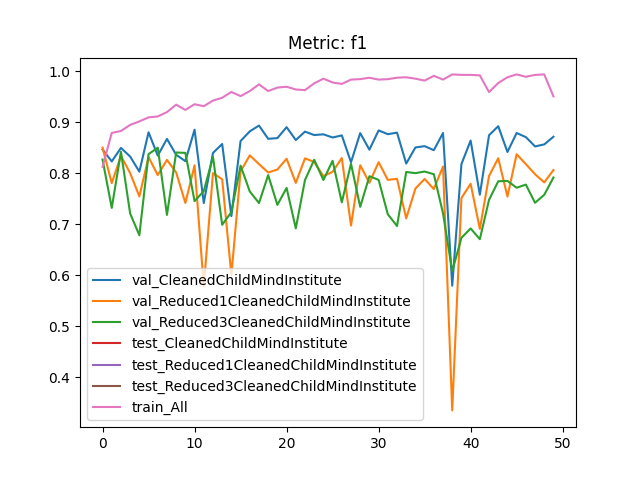 Metric: f1
1.0
0.9
0.8
0.7
0.6
0.5
0.4
val_CleanedChildMindInstitute
val_Reduced1CleanedChildMindInstitute
val_Reduced3CleanedChildMindInstitute
test_CleanedChildMindInstitute
test_Reduced1CleanedChildMindInstitute
test_Reduced3CleanedChildMindInstitute
train_All
0 10 20 30 40 50